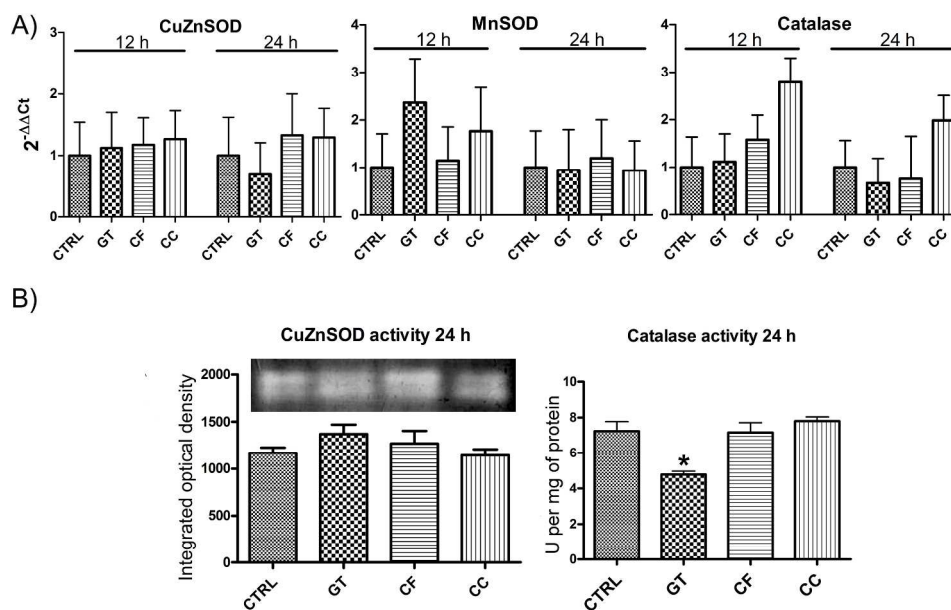 A)
CuZnSOD
MnSOD
Catalase
12 h 24 h
12 h 24 h
12 h 24 h
2^-ΔΔCt
3
2
1
0
4
3
2
1
0
4
3
2
1
0
CTRL GT CF CC CTRL GT CF CC
CTRL GT CF CC CTRL GT CF CC
CTRL GT CF CC CTRL GT CF CC
B)
CuZnSOD activity 24 h
Integrated optical density
2000
1500
1000
500
0
CTRL GT CF CC
Catalase activity 24 h
U per mg of protein
10
8
6
4
2
0
*
CTRL GT CF CC